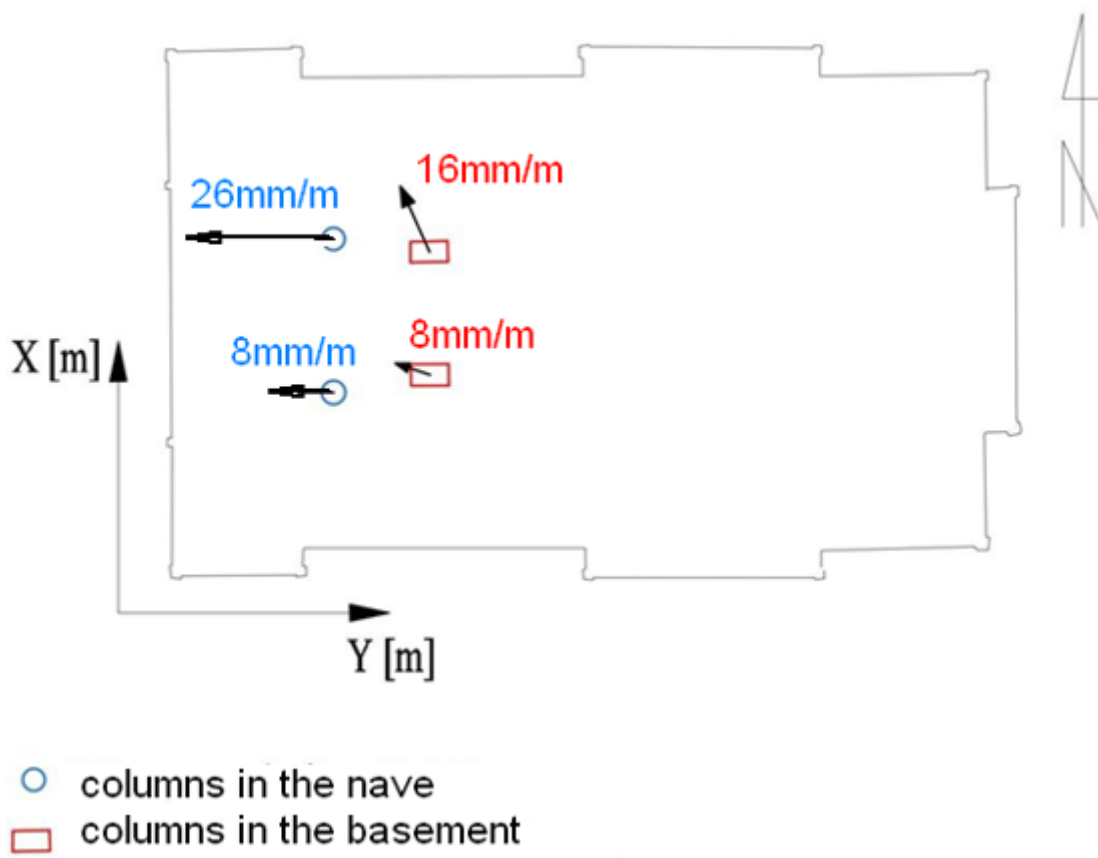 16mm/m
26mm/m
8mm/m
8mm/m
X [m]
Y [m]
columns in the nave
columns in the basement